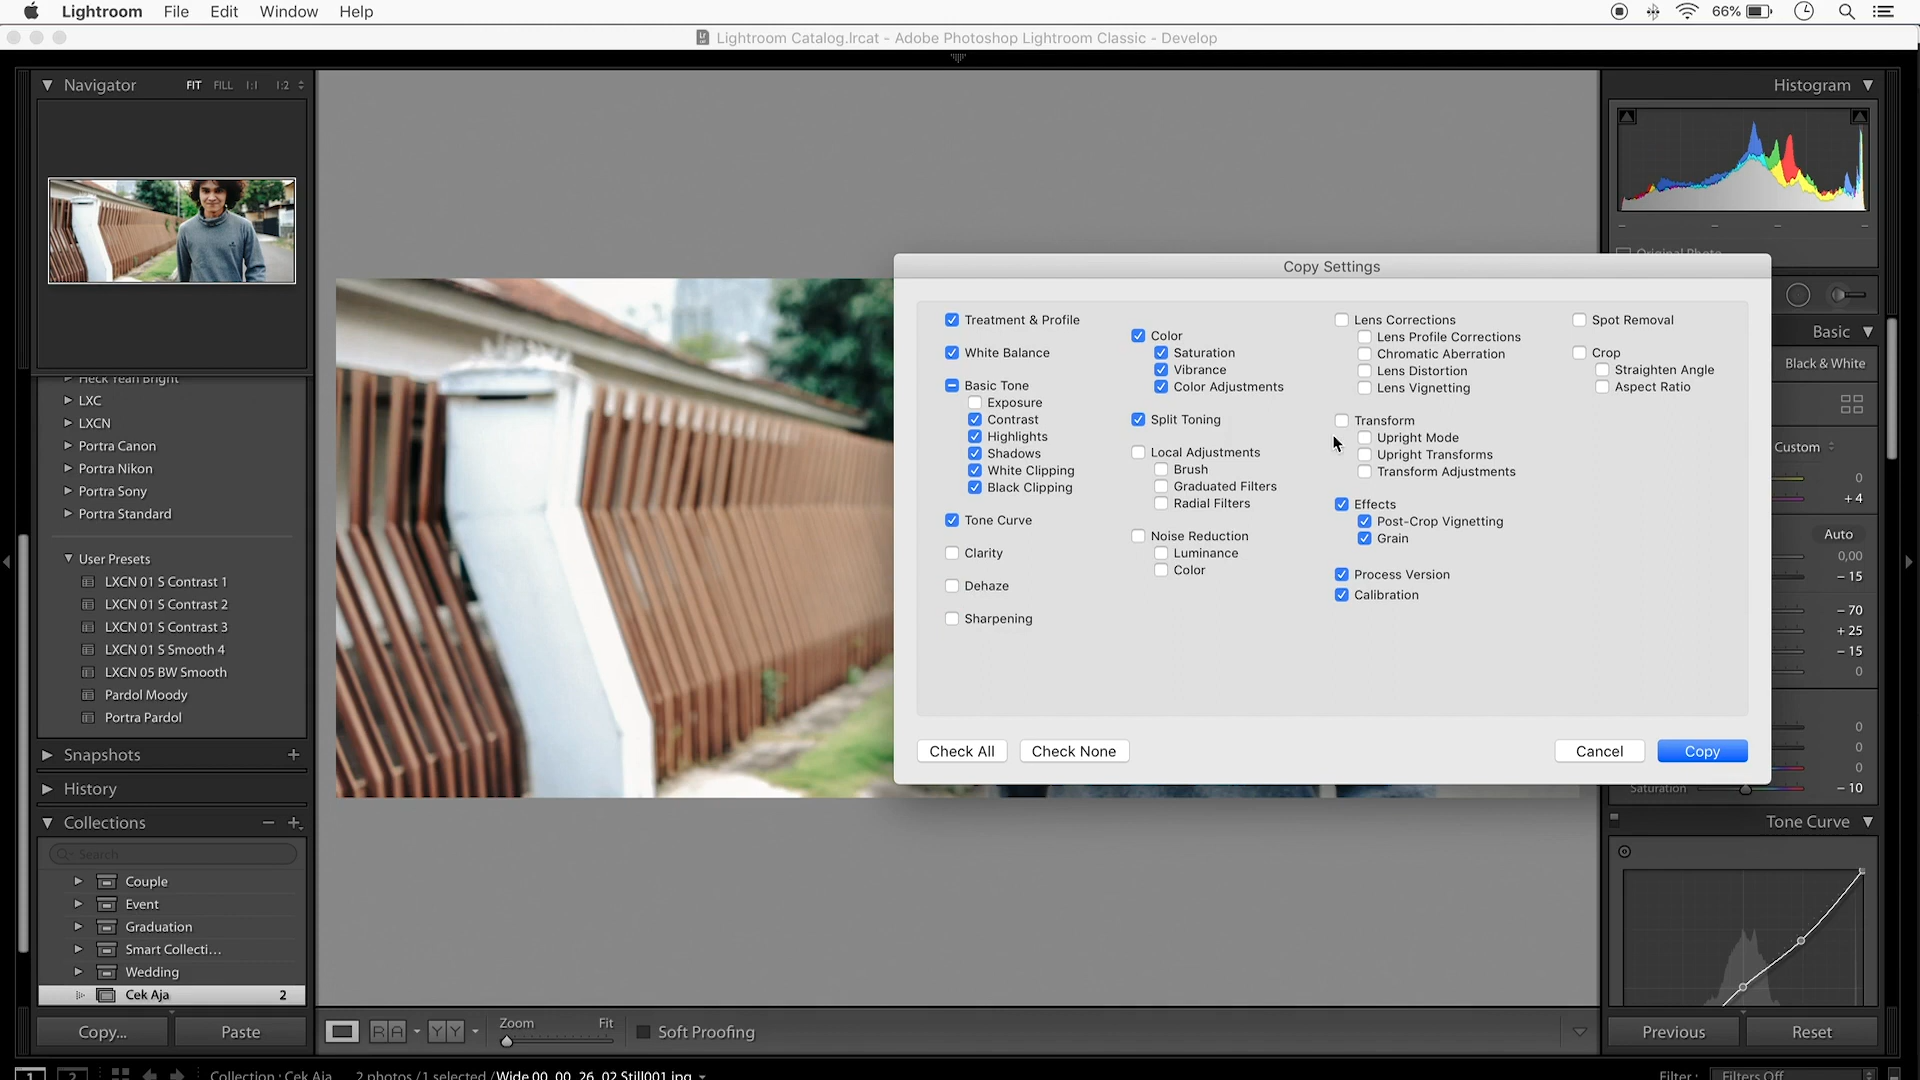 Lightroom File Edit Window Help
66%
Lightroom Catalog.lrcat - Adobe Photoshop Lightroom Classic - Develop
Navigator FIT FILL 1:1 1:2
Heck Yeah Bright
LXC
LXCN
Portra Canon
Portra Nikon
Portra Sony
Portra Standard
User Presets
LXCN 01 S Contrast 1
LXCN 01 S Contrast 2
LXCN 01 S Contrast 3
LXCN 01 S Smooth 4
LXCN 05 BW Smooth
Pardol Moody
Portra Pardol
Snapshots +
History
Collections − +
Search
Couple
Event
Graduation
Smart Collecti...
Wedding
Cek Aja 2
Copy... Paste
Copy Settings
Treatment & Profile
White Balance
Basic Tone
Exposure
Contrast
Highlights
Shadows
White Clipping
Black Clipping
Tone Curve
Clarity
Dehaze
Sharpening
Color
Saturation
Vibrance
Color Adjustments
Split Toning
Local Adjustments
Brush
Graduated Filters
Radial Filters
Noise Reduction
Luminance
Color
Lens Corrections
Lens Profile Corrections
Chromatic Aberration
Lens Distortion
Lens Vignetting
Transform
Upright Mode
Upright Transforms
Transform Adjustments
Effects
Post-Crop Vignetting
Grain
Process Version
Calibration
Spot Removal
Crop
Straighten Angle
Aspect Ratio
Check All Check None Cancel Copy
Histogram
Original Photo
Basic
Black & White
Custom
0
+ 4
Auto
0,00
− 15
− 70
+ 25
− 15
0
0
0
0
Saturation − 10
Tone Curve
Previous Reset
RA YY Zoom Fit Soft Proofing
1 2 Collection : Cek Aja 2 photos / 1 selected / Wide 00_00_26_02 Still001.jpg Filter : Filters Off